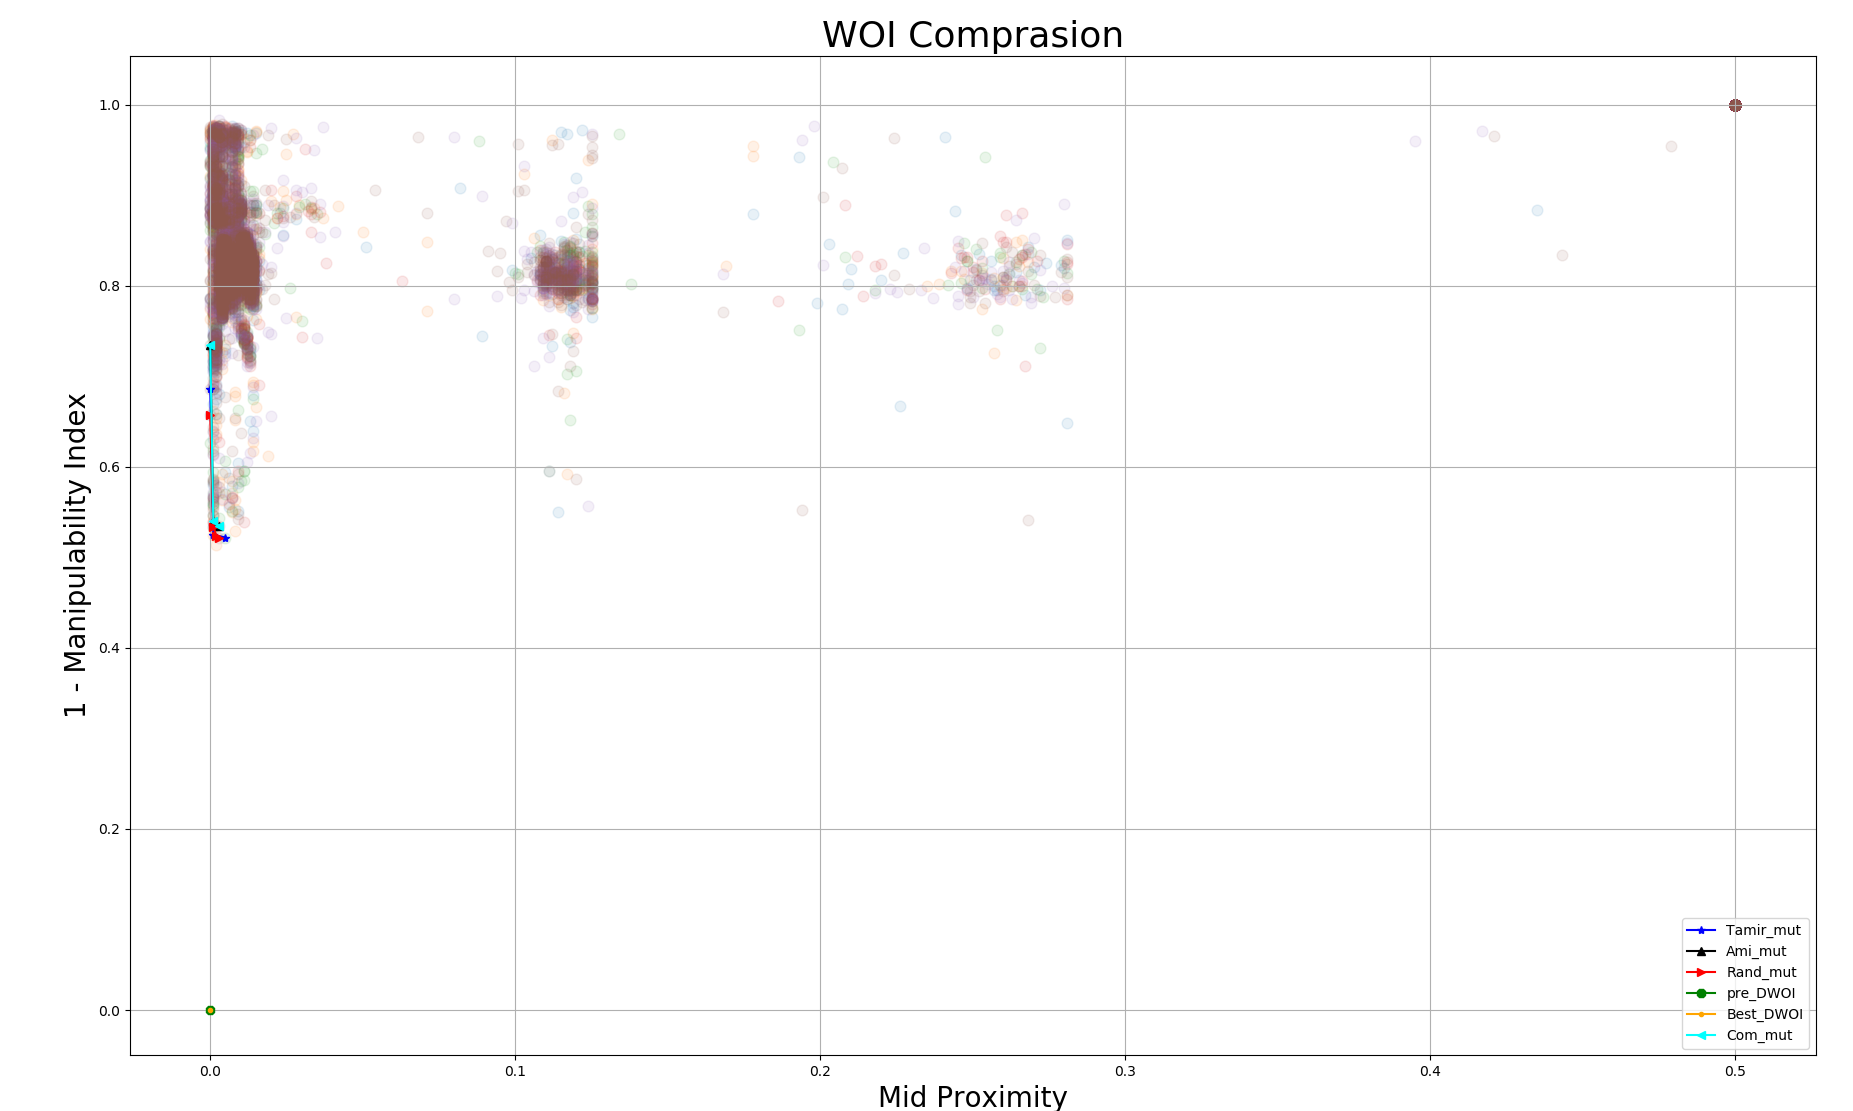 WOI Comprasion
1 - Manipulability Index
1.0
0.8
0.6
0.4
0.2
0.0
0.0 0.1 0.2 0.3 0.4 0.5
Mid Proximity
Tamir_mut
Ami_mut
Rand_mut
pre_DWOI
Best_DWOI
Com_mut